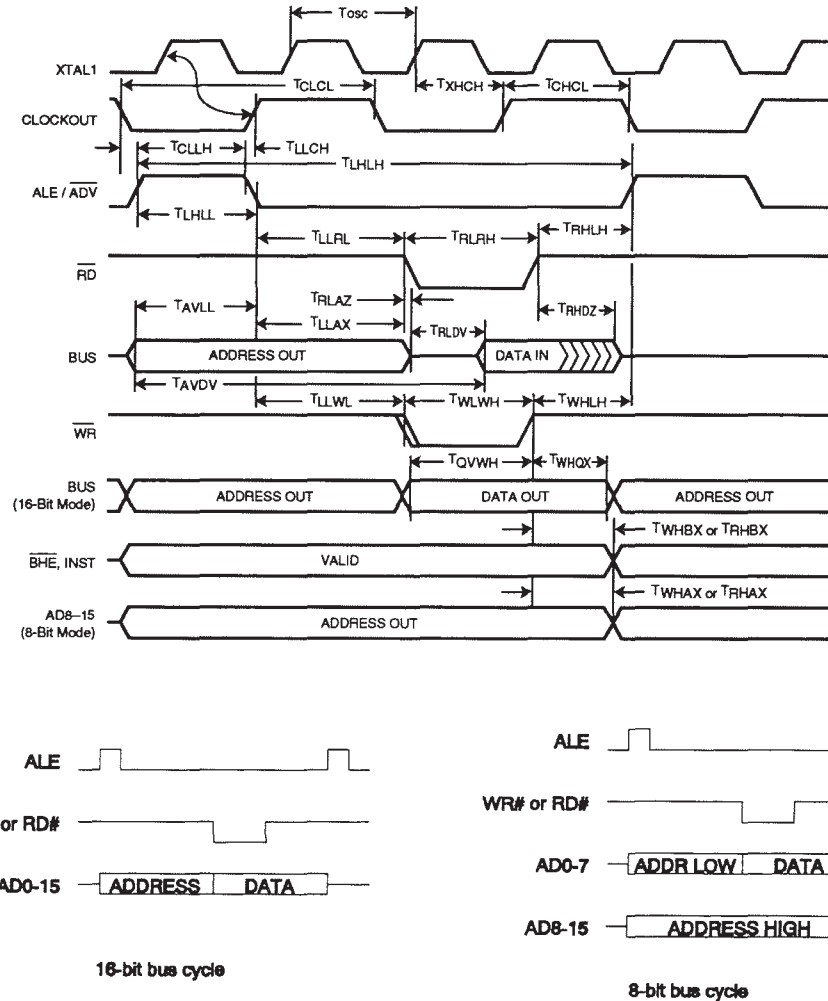 Tosc
XTAL1
TCLCL
TXHCH
TCHCL
CLOCKOUT
TCLLH
TLLCH
TLHLH
ALE / ADV
TLHLL
TLLRL
TRLRH
TRHLH
RD
TAVLL
TRLAZ
TRHDZ
TLLAX
TRLDV
BUS
ADDRESS OUT
DATA IN
TAVDV
TLLWL
TWLWH
TWHLH
WR
TQVWH
TWHQX
BUS
(16-Bit Mode)
ADDRESS OUT
DATA OUT
ADDRESS OUT
TWHBX or TRHBX
BHE, INST
VALID
TWHAX or TRHAX
AD8–15
(8-Bit Mode)
ADDRESS OUT
ALE
or RD#
AD0-15
ADDRESS
DATA
16-bit bus cycle
ALE
WR# or RD#
AD0-7
ADDR LOW
DATA
AD8-15
ADDRESS HIGH
8-bit bus cycle